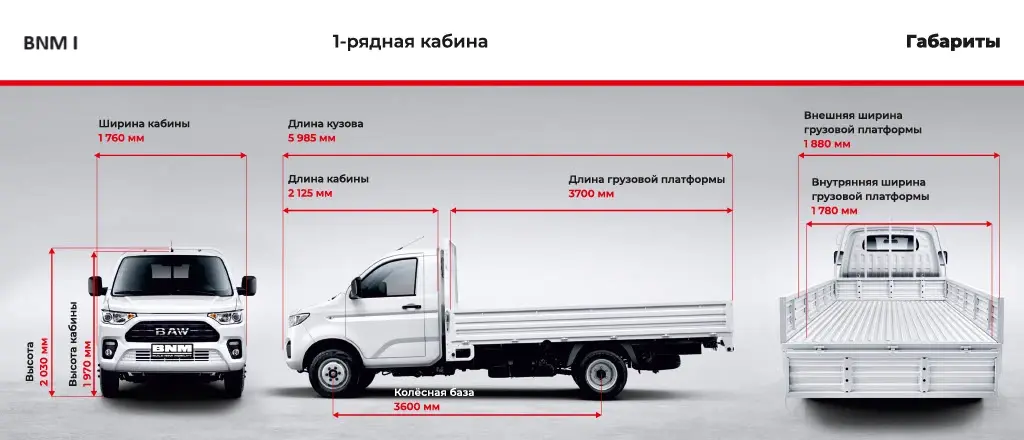 BNM I
1-рядная кабина
Габариты
Ширина кабины
1 760 мм
Длина кузова
5 985 мм
Внешняя ширина
грузовой платформы
1 880 мм
Длина кабины
2 125 мм
Длина грузовой платформы
3700 мм
Внутрянняя ширина
грузовой платформы
1 780 мм
Высота
2 030 мм
Высота кабины
1 970 мм
BAW
BNM
Колёсная база
3600 мм